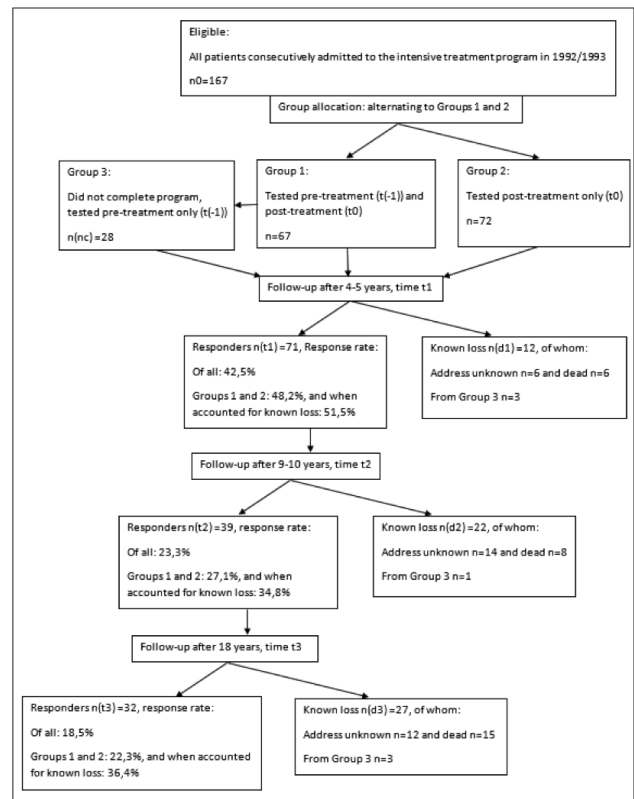 Eligible:
All patients consecutively admitted to the intensive treatment program in 1992/1993
n0=167
Group allocation: alternating to Groups 1 and 2
Group 3:
Did not complete program,
tested pre-treatment only (t(-1))
n(nc) =28
Group 1:
Tested pre-treatment (t(-1)) and
post-treatment (t0)
n=67
Group 2:
Tested post-treatment only (t0)
n=72
Follow-up after 4-5 years, time t1
Responders n(t1) =71, Response rate:
Of all: 42,5%
Groups 1 and 2: 48,2%, and when
accounted for known loss: 51,5%
Known loss n(d1) =12, of whom:
Address unknown n=6 and dead n=6
From Group 3 n=3
Follow-up after 9-10 years, time t2
Responders n(t2) =39, response rate:
Of all: 23,3%
Groups 1 and 2: 27,1%, and when
accounted for known loss: 34,8%
Known loss n(d2) =22, of whom:
Address unknown n=14 and dead n=8
From Group 3 n=1
Follow-up after 18 years, time t3
Responders n(t3) =32, response rate:
Of all: 18,5%
Groups 1 and 2: 22,3%, and when accounted
for known loss: 36,4%
Known loss n(d3) =27, of whom:
Address unknown n=12 and dead n=15
From Group 3 n=3